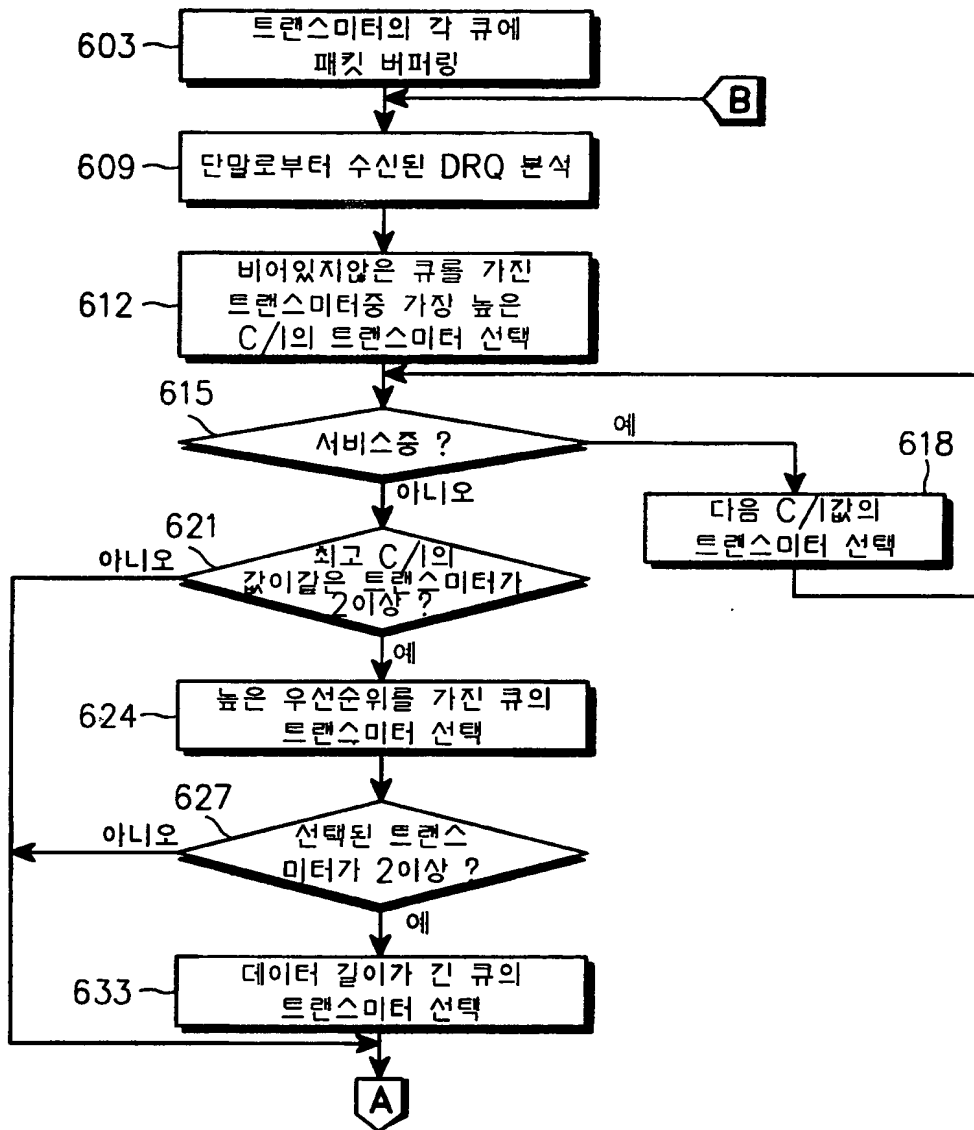 603
트랜스미터의 각 큐에
패킷 버퍼링
B
609
단말로부터 수신된 DRQ 분석
612
비어있지않은 큐를 가진
트랜스미터중 가장 높은
C/I의 트랜스미터 선택
615
서비스중 ?
예
아니오
618
다음 C/I값의
트랜스미터 선택
621
아니오
최고 C/I의
값이같은 트랜스미터가
2이상 ?
예
624
높은 우선순위를 가진 큐의
트랜스미터 선택
627
아니오
선택된 트랜스
미터가 2이상 ?
예
633
데이터 길이가 긴 큐의
트랜스미터 선택
A